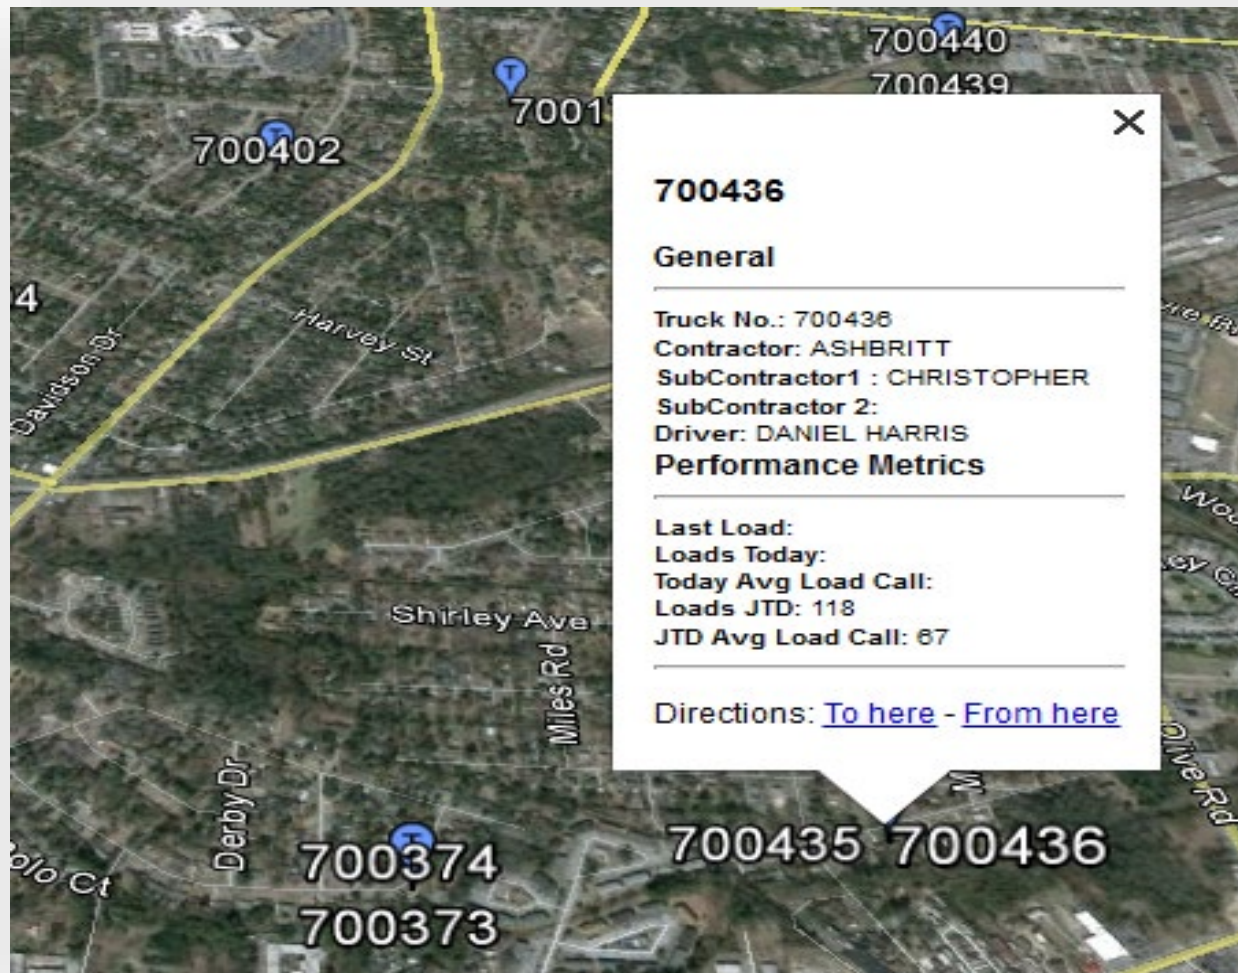 700440
700439
7001
700402
4
Harvey St
Davidson Dr
700436
General
Truck No.: 700436
Contractor: ASHBRITT
SubContractor1 : CHRISTOPHER
SubContractor 2:
Driver: DANIEL HARRIS
Performance Metrics
Last Load:
Loads Today:
Today Avg Load Call:
Loads JTD: 118
JTD Avg Load Call: 67
Directions: To here - From here
Shirley Ave
Miles Rd
Derby Dr
Olive Rd
Ct
700435 700436
700374
700373